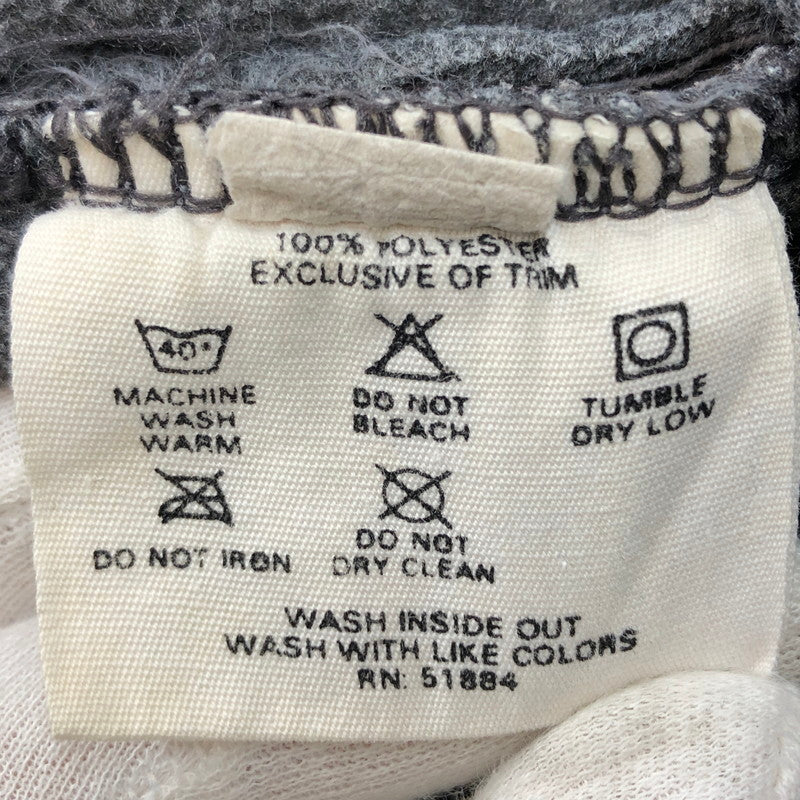 100% POLYESTER
EXCLUSIVE OF TRIM
40°
MACHINE
WASH
WARM
DO NOT
BLEACH
TUMBLE
DRY LOW
DO NOT IRON
DO NOT
DRY CLEAN
WASH INSIDE OUT
WASH WITH LIKE COLORS
RN: 51884